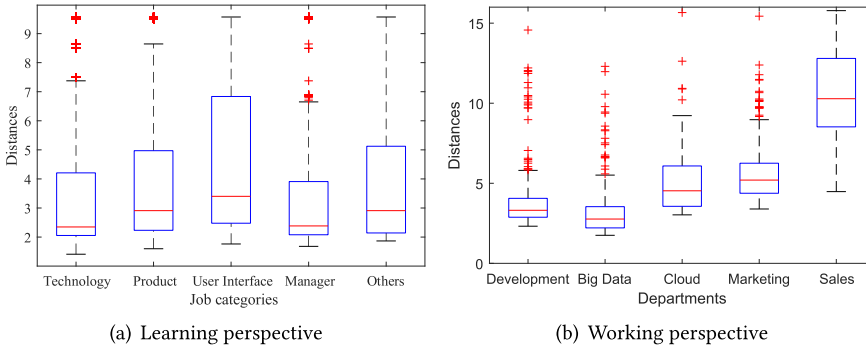 Distances
9
8
7
6
5
4
3
2
Technology Product User Interface Manager Others
Job categories
(a) Learning perspective
Distances
15
10
5
0
Development Big Data Cloud Marketing Sales
Departments
(b) Working perspective